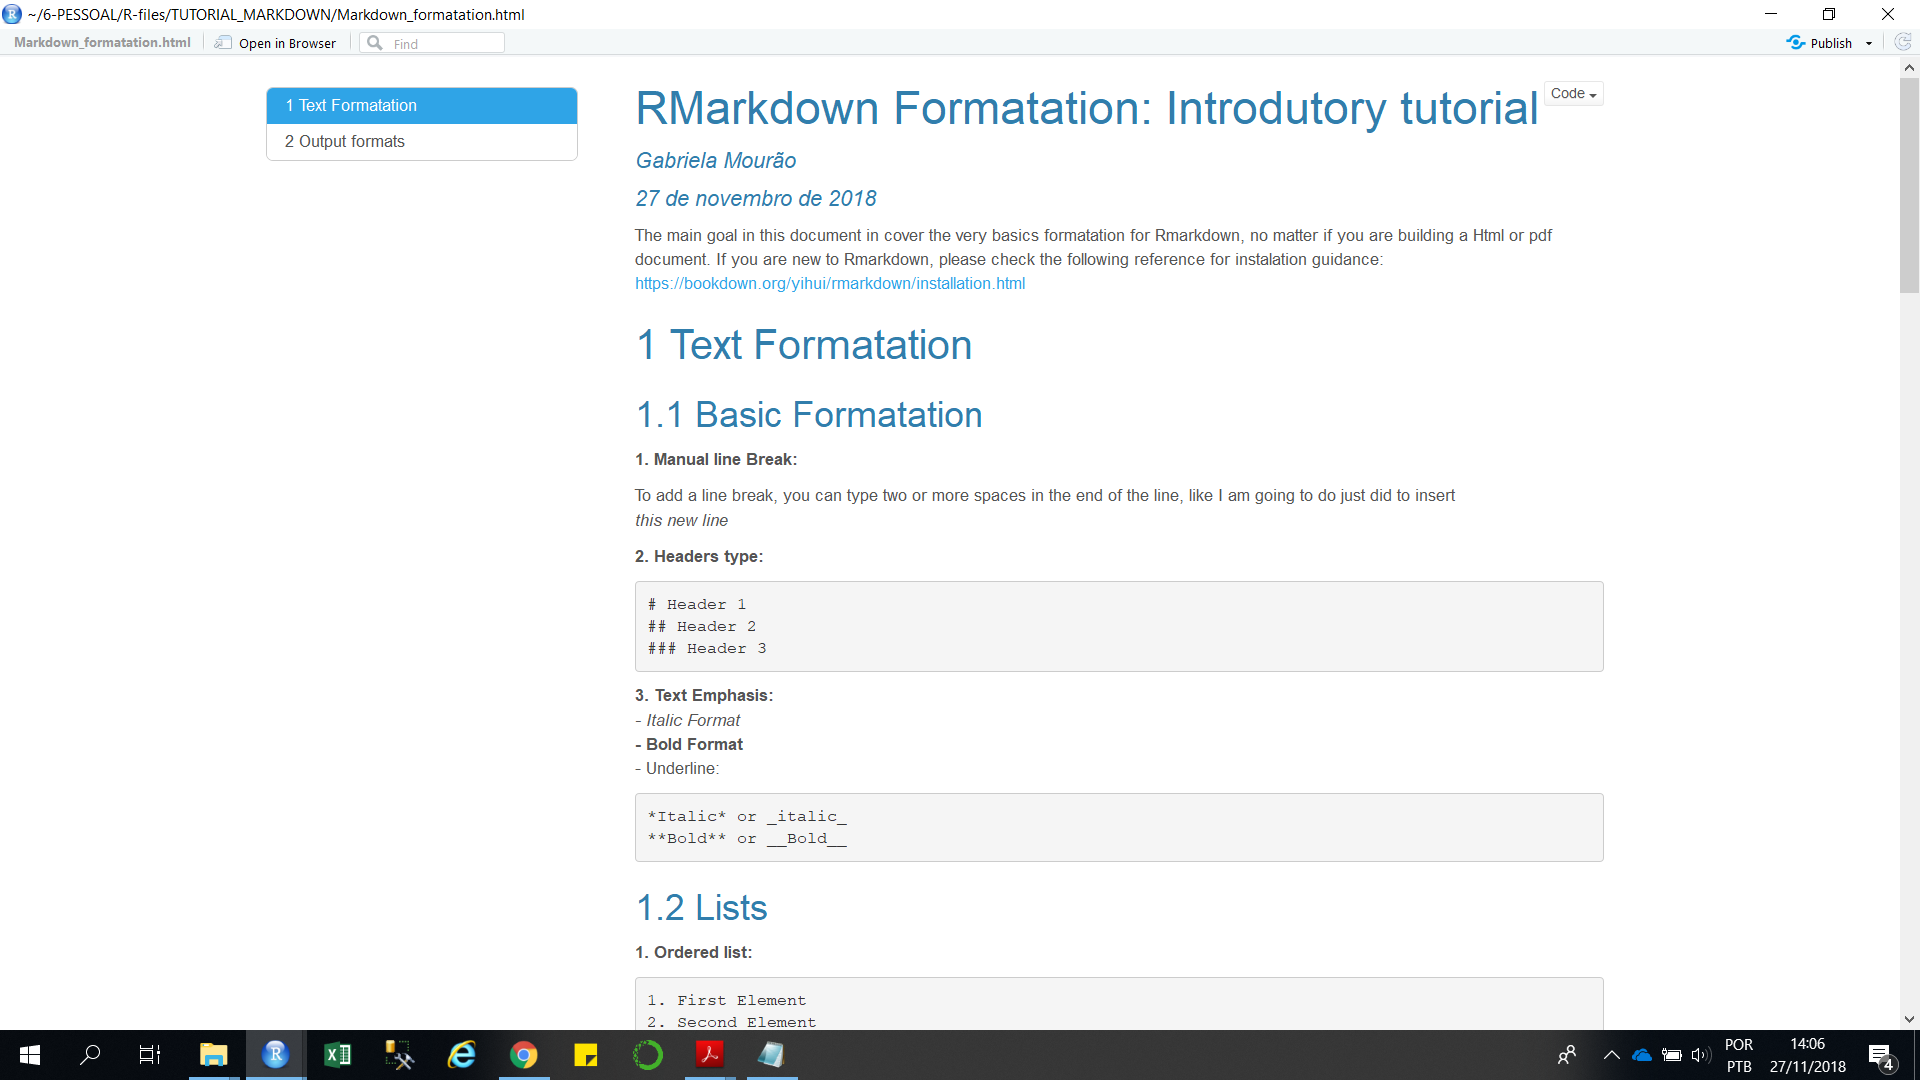 ~/6-PESSOAL/R-files/TUTORIAL_MARKDOWN/Markdown_formatation.html
Markdown_formatation.html
Open in Browser
Find
Publish
1 Text Formatation
2 Output formats
RMarkdown Formatation: Introdutory tutorial
Code
Gabriela Mourão
27 de novembro de 2018
The main goal in this document in cover the very basics formatation for Rmarkdown, no matter if you are building a Html or pdf
document. If you are new to Rmarkdown, please check the following reference for instalation guidance:
https://bookdown.org/yihui/rmarkdown/installation.html
1 Text Formatation
1.1 Basic Formatation
1. Manual line Break:
To add a line break, you can type two or more spaces in the end of the line, like I am going to do just did to insert
this new line
2. Headers type:
# Header 1
## Header 2
### Header 3
3. Text Emphasis:
- Italic Format
- Bold Format
- Underline:
*Italic* or _italic_
**Bold** or __Bold__
1.2 Lists
1. Ordered list:
1. First Element
2. Second Element
POR
PTB
14:06
27/11/2018
4